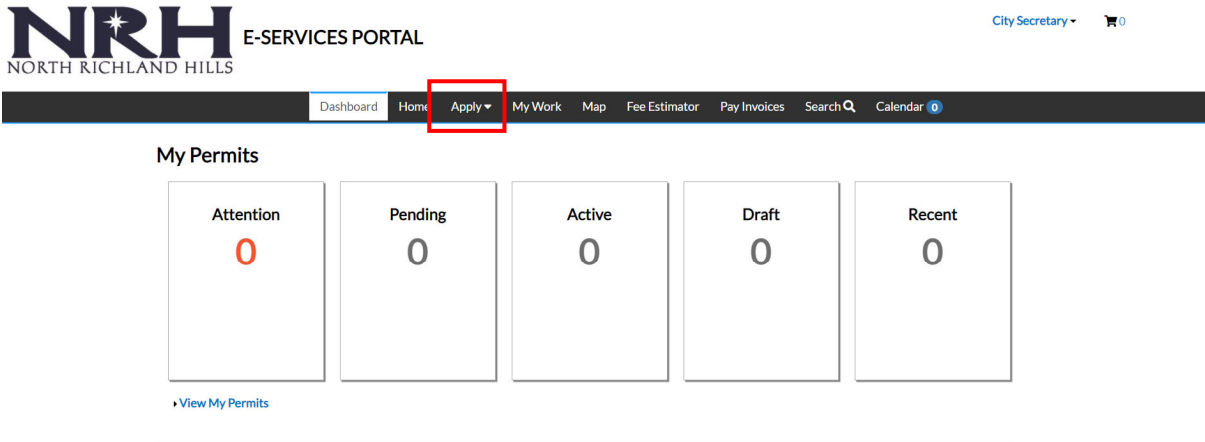 NRH
NORTH RICHLAND HILLS
E-SERVICES PORTAL
City Secretary
0
Dashboard Home Apply My Work Map Fee Estimator Pay Invoices Search Calendar 0
My Permits
Attention Pending Active Draft Recent
0 0 0 0 0
View My Permits